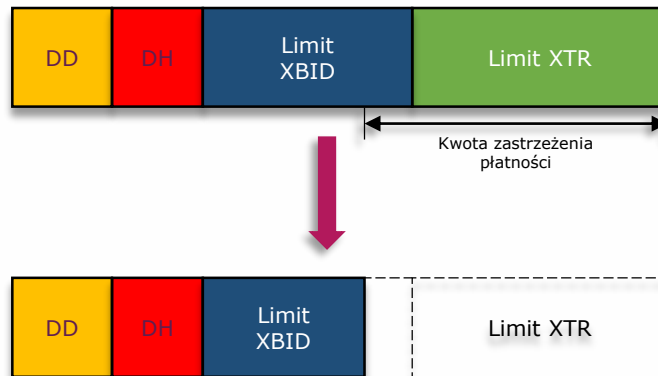 DD DH Limit XBID Limit XTR
Kwota zastrzeżenia
płatności
DD DH Limit XBID Limit XTR